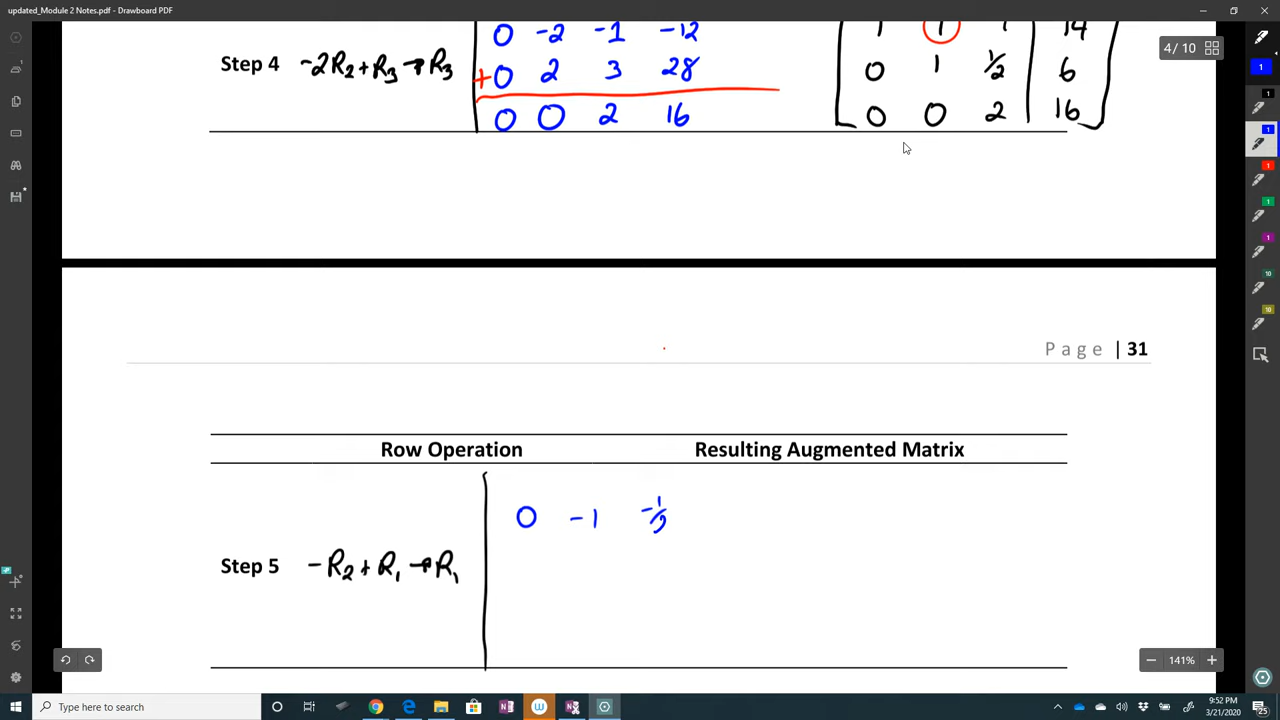 updated_Module 2 Notes.pdf - Drawboard PDF
4 / 10
0 -2 -1 -12
Step 4 -2R₂+R₃→R₃
+0 2 3 28
0 0 2 16
1 1 1 14
0 1 1/2 6
0 0 2 16
Page | 31
Row Operation Resulting Augmented Matrix
0 -1 -1/2
Step 5 -R₂+R₁→R₁
141%
Type here to search
9:52 PM
3/21/2020
25